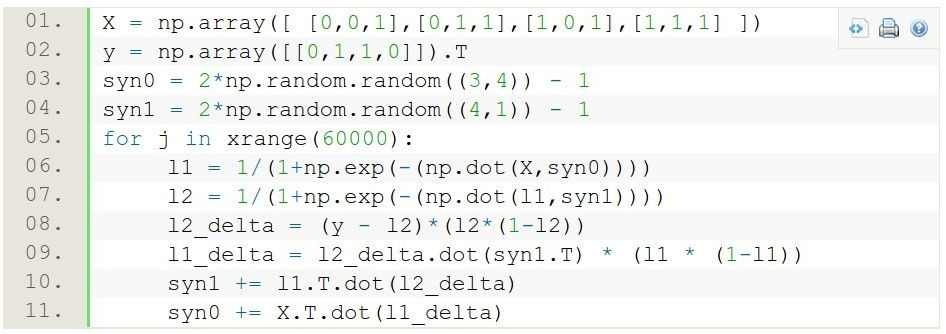 01. X = np.array([ [0,0,1],[0,1,1],[1,0,1],[1,1,1] ])
02. y = np.array([[0,1,1,0]]).T
03. syn0 = 2*np.random.random((3,4)) - 1
04. syn1 = 2*np.random.random((4,1)) - 1
05. for j in xrange(60000):
06.     l1 = 1/(1+np.exp(-(np.dot(X,syn0))))
07.     l2 = 1/(1+np.exp(-(np.dot(l1,syn1))))
08.     l2_delta = (y - l2)*(l2*(1-l2))
09.     l1_delta = l2_delta.dot(syn1.T) * (l1 * (1-l1))
10.     syn1 += l1.T.dot(l2_delta)
11.     syn0 += X.T.dot(l1_delta)